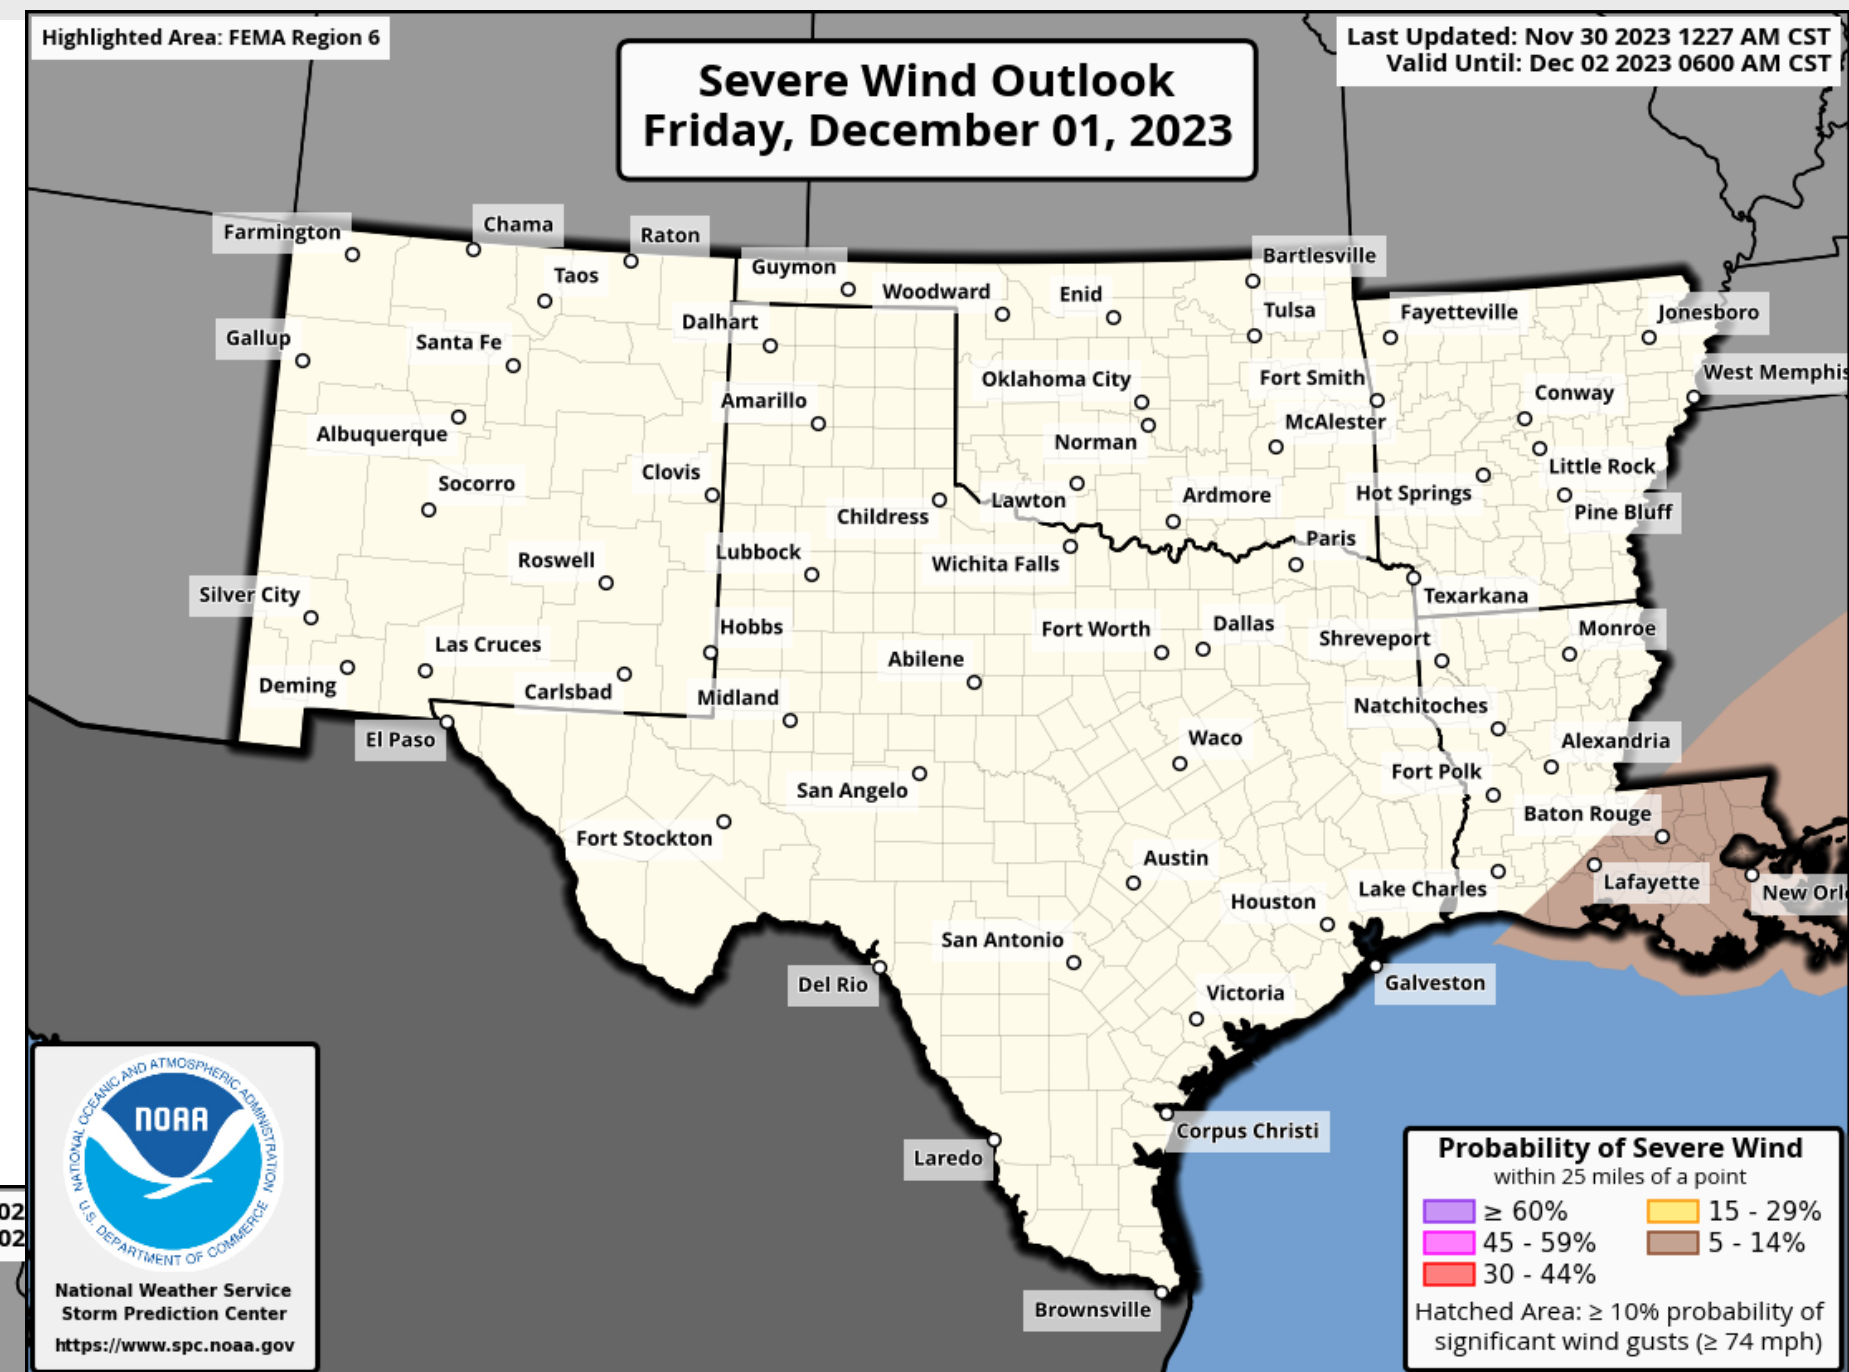 Highlighted Area: FEMA Region 6
Last Updated: Nov 30 2023 1227 AM CST
Valid Until: Dec 02 2023 0600 AM CST
Severe Wind Outlook
Friday, December 01, 2023
Farmington
Chama
Raton
Taos
Guymon
Woodward
Enid
Bartlesville
Tulsa
Fayetteville
Jonesboro
Gallup
Santa Fe
Dalhart
Oklahoma City
Fort Smith
Conway
West Memphis
Albuquerque
Amarillo
Norman
McAlester
Little Rock
Socorro
Clovis
Childress
Lawton
Ardmore
Hot Springs
Pine Bluff
Roswell
Lubbock
Wichita Falls
Paris
Texarkana
Silver City
Las Cruces
Hobbs
Abilene
Fort Worth
Dallas
Shreveport
Monroe
Deming
Carlsbad
Midland
Natchitoches
El Paso
San Angelo
Waco
Fort Polk
Alexandria
Fort Stockton
Austin
Baton Rouge
Houston
Lake Charles
Lafayette
New Orl
San Antonio
Del Rio
Victoria
Galveston
Corpus Christi
Laredo
Brownsville
02
02
NATIONAL OCEANIC AND ATMOSPHERIC ADMINISTRATION
NOAA
U.S. DEPARTMENT OF COMMERCE
National Weather Service
Storm Prediction Center
https://www.spc.noaa.gov
Probability of Severe Wind
within 25 miles of a point
≥ 60% 15 - 29%
45 - 59% 5 - 14%
30 - 44%
Hatched Area: ≥ 10% probability of
significant wind gusts (≥ 74 mph)